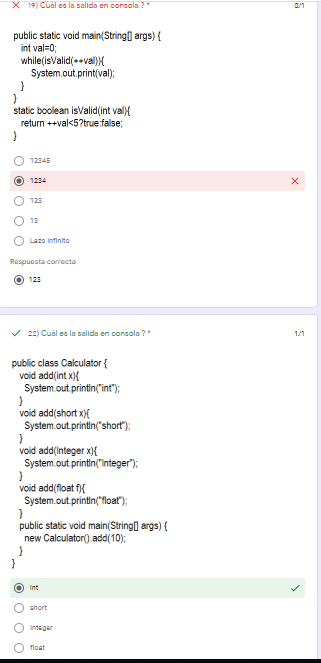 19) Cuál es la salida en consola ? *
0/1
public static void main(String[] args) {
int val=0;
while(isValid(++val)){
System.out.print(val);
}
}
static boolean isValid(int val){
return ++val<5?true:false;
}
12345
1234
123
13
Lazo infinito
Respuesta correcta
123
22) Cuál es la salida en consola ? *
1/1
public class Calculator {
void add(int x){
System.out.println("int");
}
void add(short x){
System.out.println("short");
}
void add(Integer x){
System.out.println("Integer");
}
void add(float f){
System.out.println("float");
}
public static void main(String[] args) {
new Calculator().add(10);
}
}
int
short
Integer
float